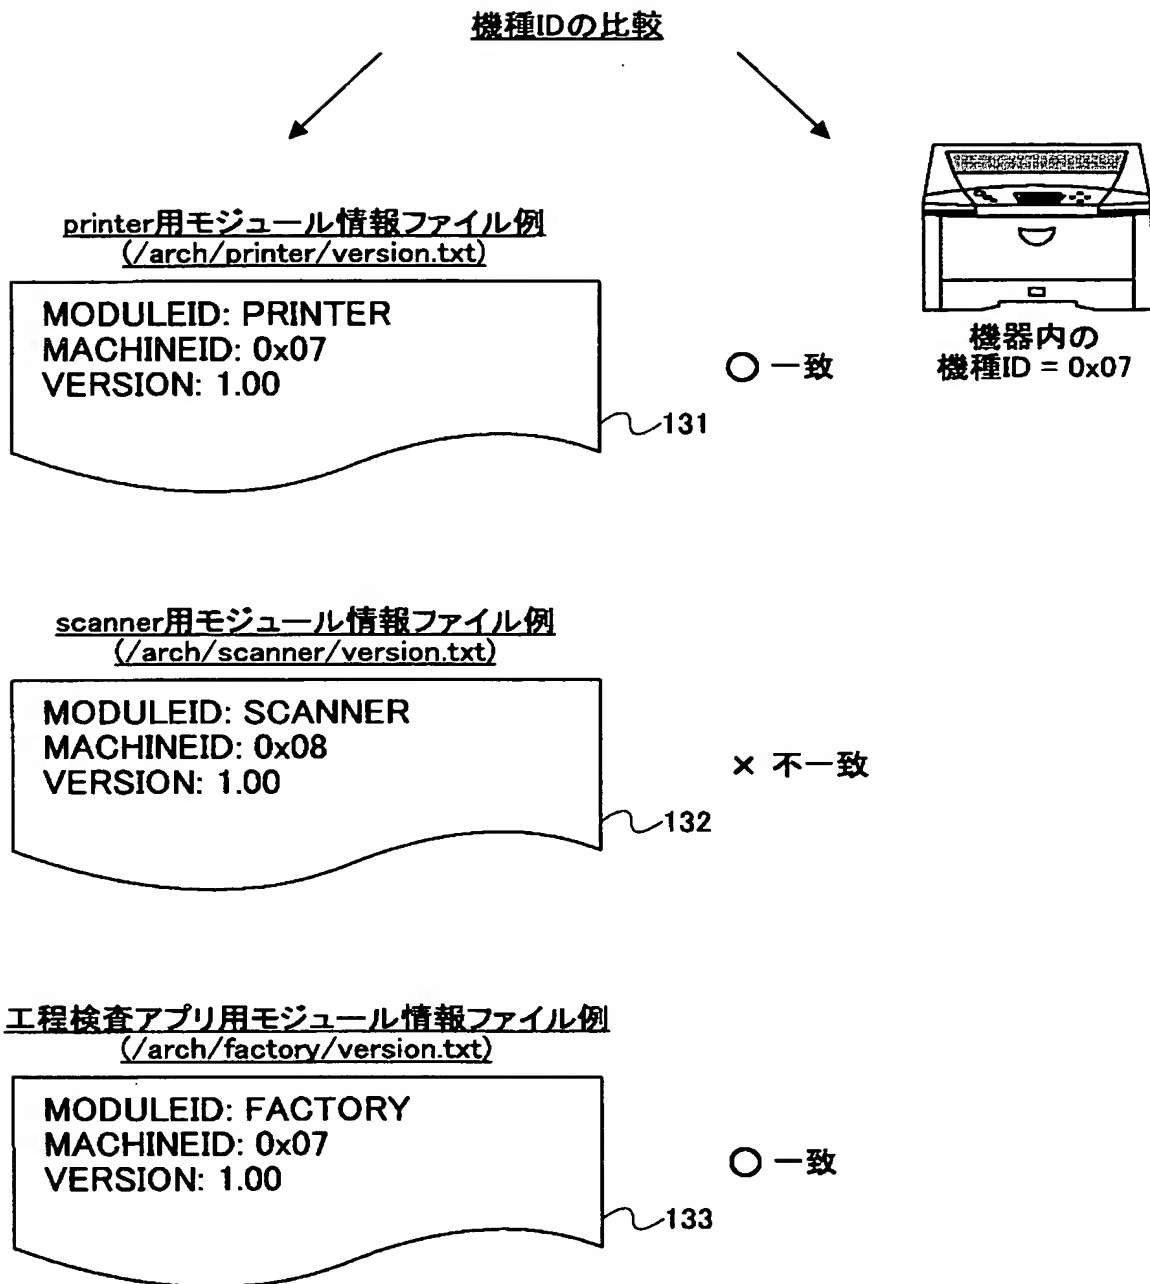 機種IDの比較
printer用モジュール情報ファイル例
(/arch/printer/version.txt)
MODULEID: PRINTER
MACHINEID: 0x07
VERSION: 1.00
131
○ 一致
機器内の
機種ID = 0x07
scanner用モジュール情報ファイル例
(/arch/scanner/version.txt)
MODULEID: SCANNER
MACHINEID: 0x08
VERSION: 1.00
132
× 不一致
工程検査アプリ用モジュール情報ファイル例
(/arch/factory/version.txt)
MODULEID: FACTORY
MACHINEID: 0x07
VERSION: 1.00
133
○ 一致